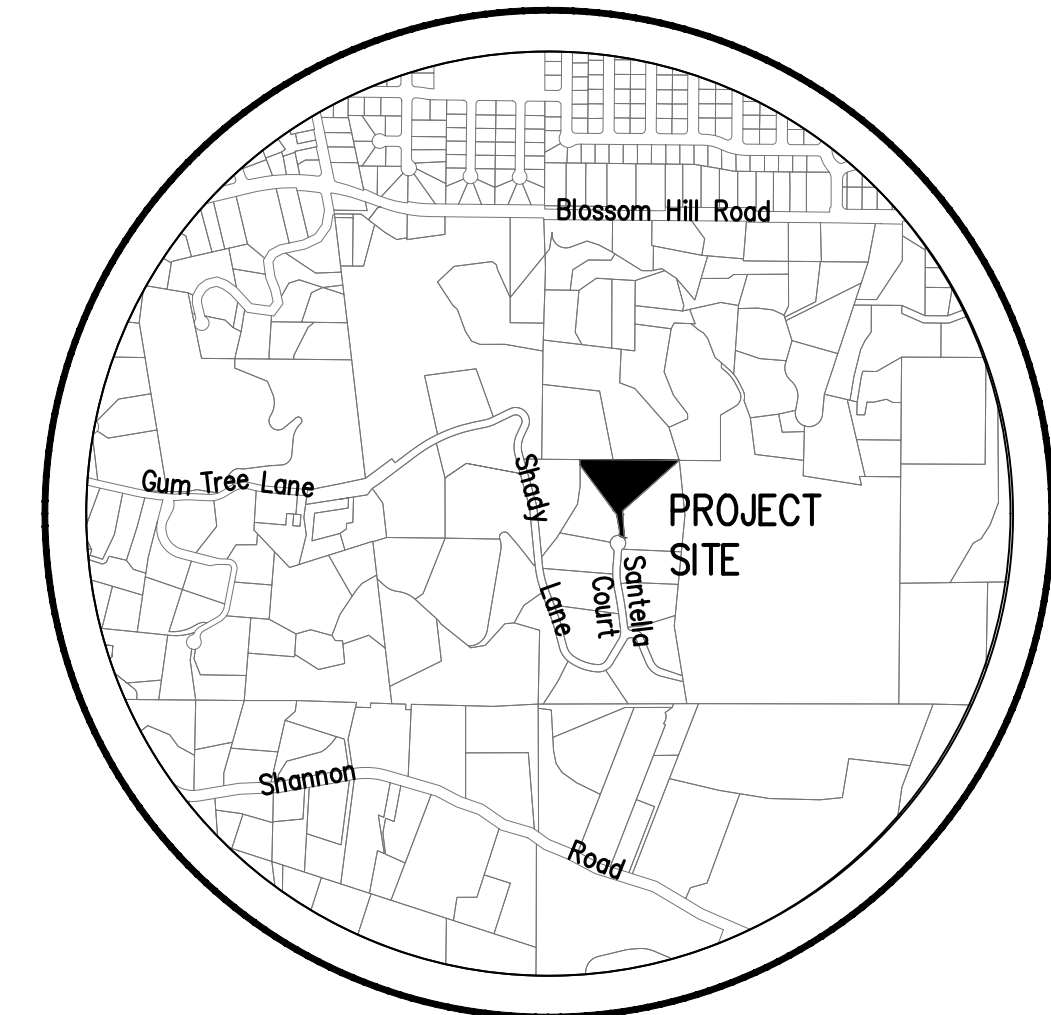 Blossom Hill Road
Gum Tree Lane
Shady
Lane
PROJECT
SITE
Santella
Court
Shannon
Road